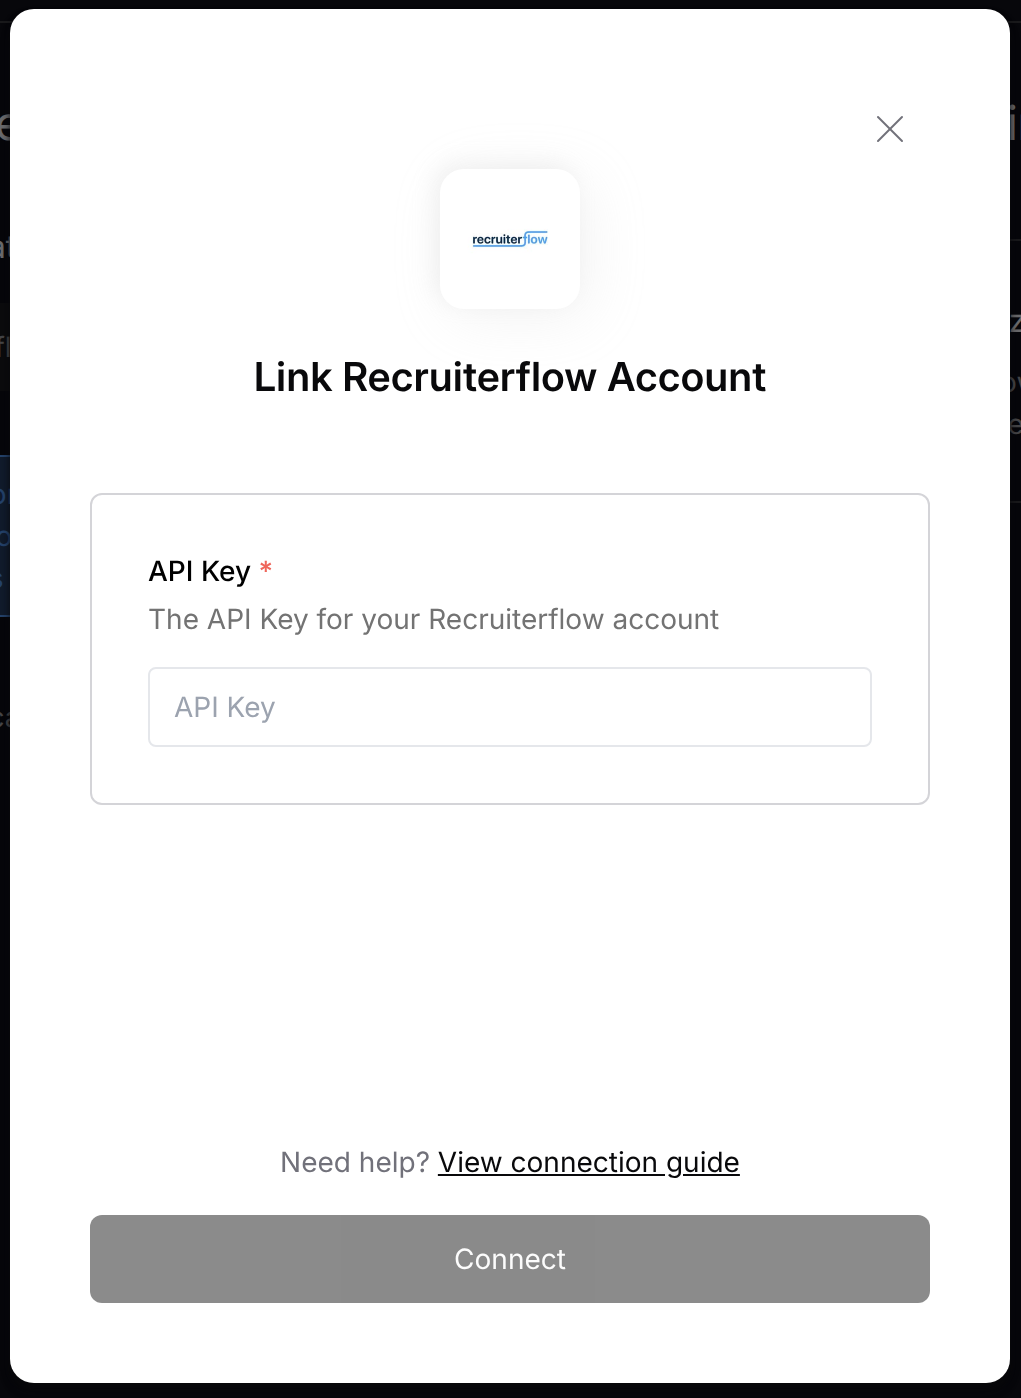 recruiterflow
Link Recruiterflow Account
API Key *
The API Key for your Recruiterflow account
API Key
Need help? View connection guide
Connect